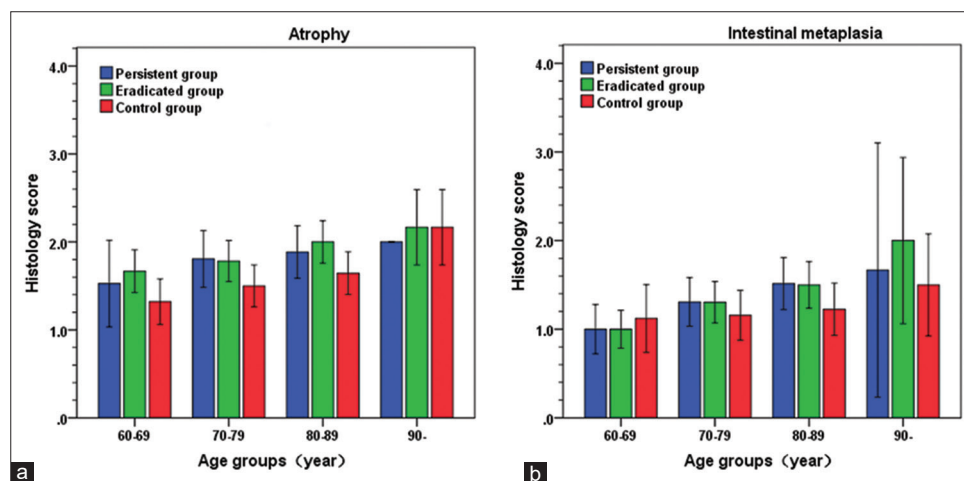 Atrophy
Persistent group
Eradicated group
Control group
4.0
3.0
2.0
1.0
.0
Histology score
60-69 70-79 80-89 90-
Age groups（year）
a
Intestinal metaplasia
Persistent group
Eradicated group
Control group
4.0
3.0
2.0
1.0
.0
Histology score
60-69 70-79 80-89 90-
Age groups（year）
b